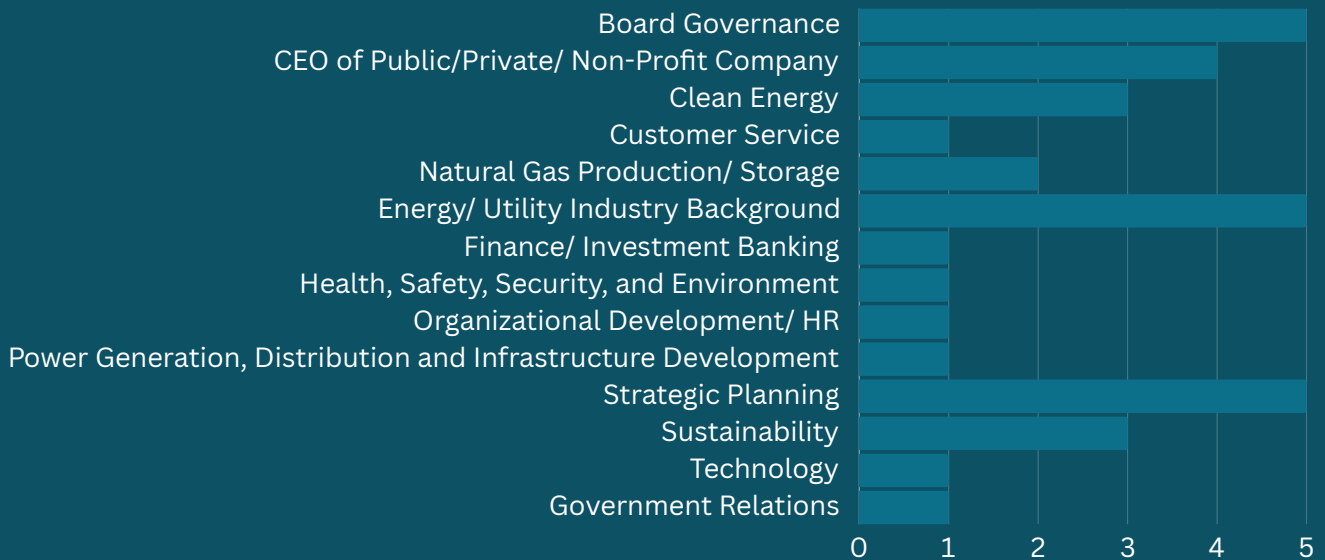 Board Governance
CEO of Public/Private/ Non-Profit Company
Clean Energy
Customer Service
Natural Gas Production/ Storage
Energy/ Utility Industry Background
Finance/ Investment Banking
Health, Safety, Security, and Environment
Organizational Development/ HR
Power Generation, Distribution and Infrastructure Development
Strategic Planning
Sustainability
Technology
Government Relations
0 1 2 3 4 5